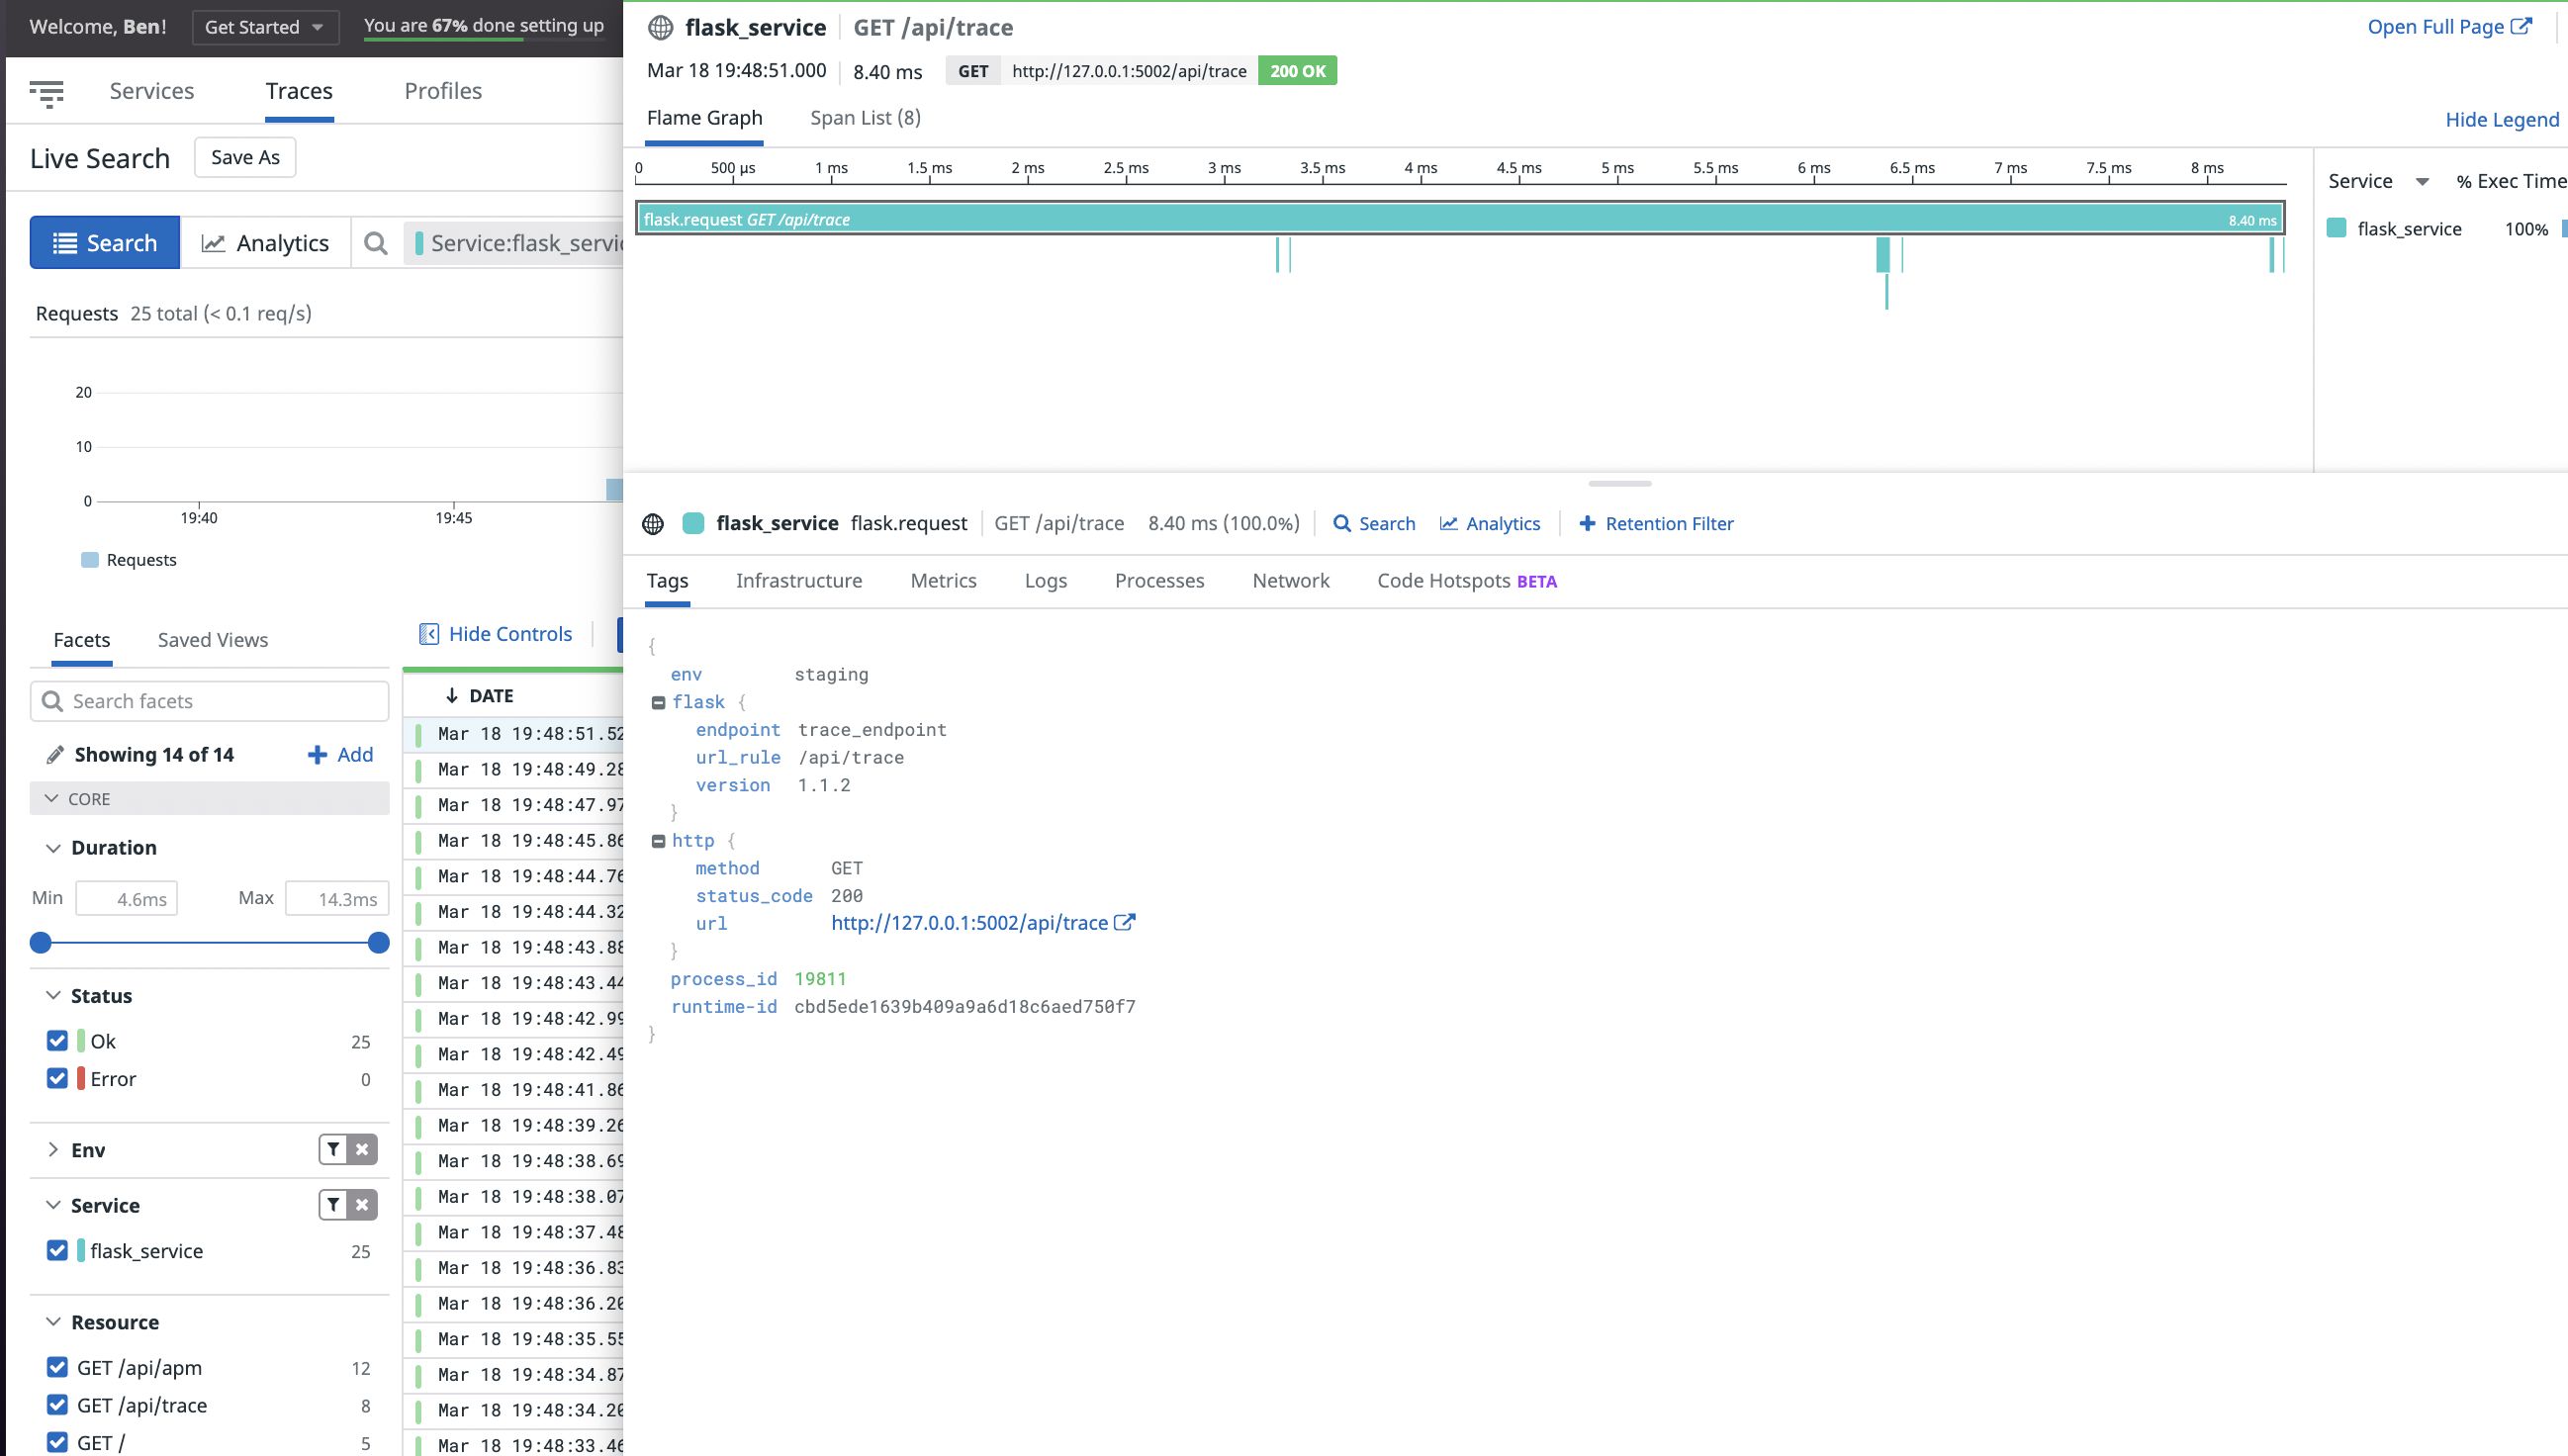 Welcome, Ben!
Get Started
You are 67% done setting up
Services
Traces
Profiles
Live Search
Save As
Search
Analytics
Service:flask_servic
Requests 25 total (< 0.1 req/s)
20
10
0
19:40
19:45
Requests
Facets
Saved Views
Search facets
Showing 14 of 14
Add
CORE
Duration
Min 4.6ms Max 14.3ms
Status
Ok 25
Error 0
Env
Service
flask_service 25
Resource
GET /api/apm 12
GET /api/trace 8
GET / 5
Hide Controls
DATE
Mar 18 19:48:51.52
Mar 18 19:48:49.28
Mar 18 19:48:47.97
Mar 18 19:48:45.86
Mar 18 19:48:44.76
Mar 18 19:48:44.32
Mar 18 19:48:43.88
Mar 18 19:48:43.44
Mar 18 19:48:42.99
Mar 18 19:48:42.49
Mar 18 19:48:41.86
Mar 18 19:48:39.26
Mar 18 19:48:38.69
Mar 18 19:48:38.07
Mar 18 19:48:37.48
Mar 18 19:48:36.83
Mar 18 19:48:36.20
Mar 18 19:48:35.55
Mar 18 19:48:34.87
Mar 18 19:48:34.20
Mar 18 19:48:33.46
flask_service GET /api/trace
Open Full Page
Mar 18 19:48:51.000 8.40 ms GET http://127.0.0.1:5002/api/trace 200 OK
Flame Graph
Span List (8)
Hide Legend
0 500 µs 1 ms 1.5 ms 2 ms 2.5 ms 3 ms 3.5 ms 4 ms 4.5 ms 5 ms 5.5 ms 6 ms 6.5 ms 7 ms 7.5 ms 8 ms
flask.request GET /api/trace 8.40 ms
Service % Exec Time
flask_service 100%
flask_service flask.request GET /api/trace 8.40 ms (100.0%) Search Analytics Retention Filter
Tags Infrastructure Metrics Logs Processes Network Code Hotspots BETA
{
env staging
flask {
endpoint trace_endpoint
url_rule /api/trace
version 1.1.2
}
http {
method GET
status_code 200
url http://127.0.0.1:5002/api/trace
}
process_id 19811
runtime-id cbd5ede1639b409a9a6d18c6aed750f7
}